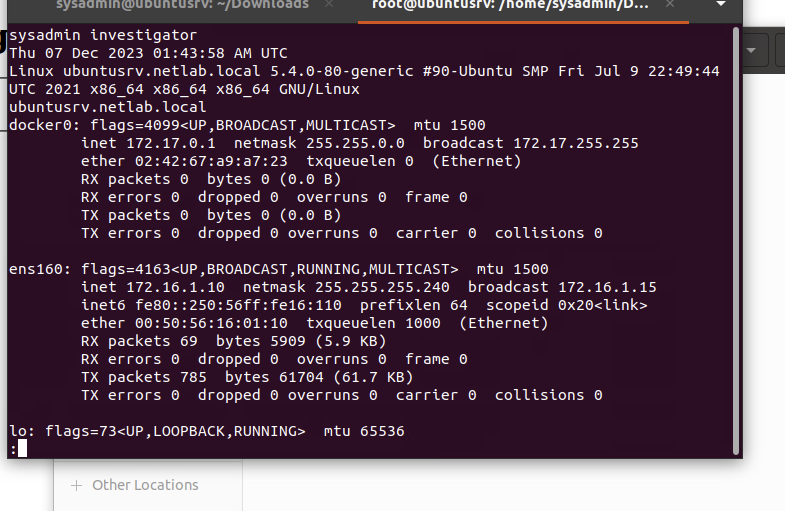 sysadmin@ubuntusrv: ~/Downloads × root@ubuntusrv: /home/sysadmin/D... ×
sysadmin investigator
Thu 07 Dec 2023 01:43:58 AM UTC
Linux ubuntusrv.netlab.local 5.4.0-80-generic #90-Ubuntu SMP Fri Jul 9 22:49:44
UTC 2021 x86_64 x86_64 x86_64 GNU/Linux
ubuntusrv.netlab.local
docker0: flags=4099<UP,BROADCAST,MULTICAST>  mtu 1500
        inet 172.17.0.1  netmask 255.255.0.0  broadcast 172.17.255.255
        ether 02:42:67:a9:a7:23  txqueuelen 0  (Ethernet)
        RX packets 0  bytes 0 (0.0 B)
        RX errors 0  dropped 0  overruns 0  frame 0
        TX packets 0  bytes 0 (0.0 B)
        TX errors 0  dropped 0 overruns 0  carrier 0  collisions 0

ens160: flags=4163<UP,BROADCAST,RUNNING,MULTICAST>  mtu 1500
        inet 172.16.1.10  netmask 255.255.255.240  broadcast 172.16.1.15
        inet6 fe80::250:56ff:fe16:110  prefixlen 64  scopeid 0x20<link>
        ether 00:50:56:16:01:10  txqueuelen 1000  (Ethernet)
        RX packets 69  bytes 5909 (5.9 KB)
        RX errors 0  dropped 0  overruns 0  frame 0
        TX packets 785  bytes 61704 (61.7 KB)
        TX errors 0  dropped 0 overruns 0  carrier 0  collisions 0

lo: flags=73<UP,LOOPBACK,RUNNING>  mtu 65536
:
+ Other Locations